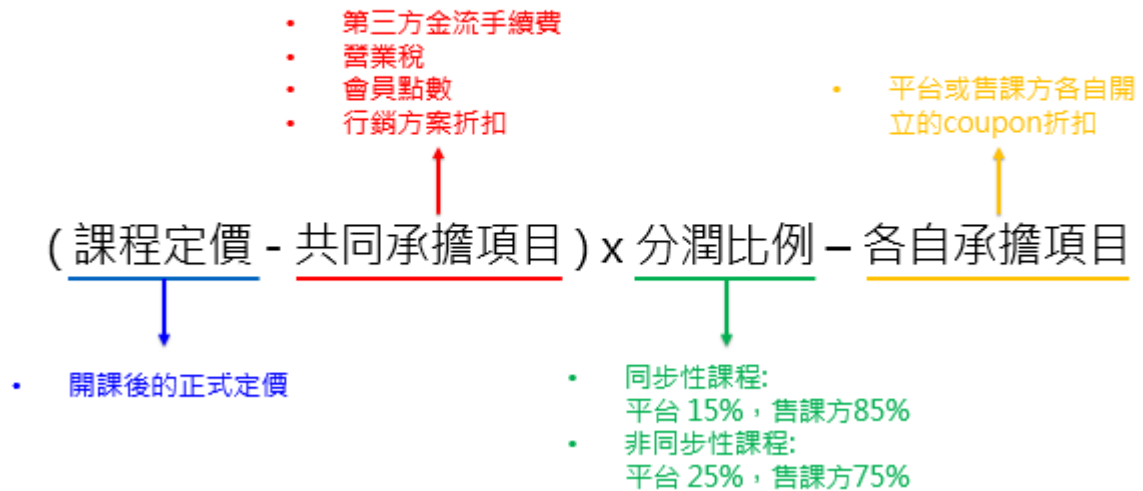 • 第三方金流手續費
• 營業稅
• 會員點數
• 行銷方案折扣
• 平台或售課方各自開
立的coupon折扣
( 課程定價 - 共同承擔項目 ) x 分潤比例 – 各自承擔項目
• 開課後的正式定價
• 同步性課程:
平台 15%，售課方85%
• 非同步性課程:
平台 25%，售課方75%